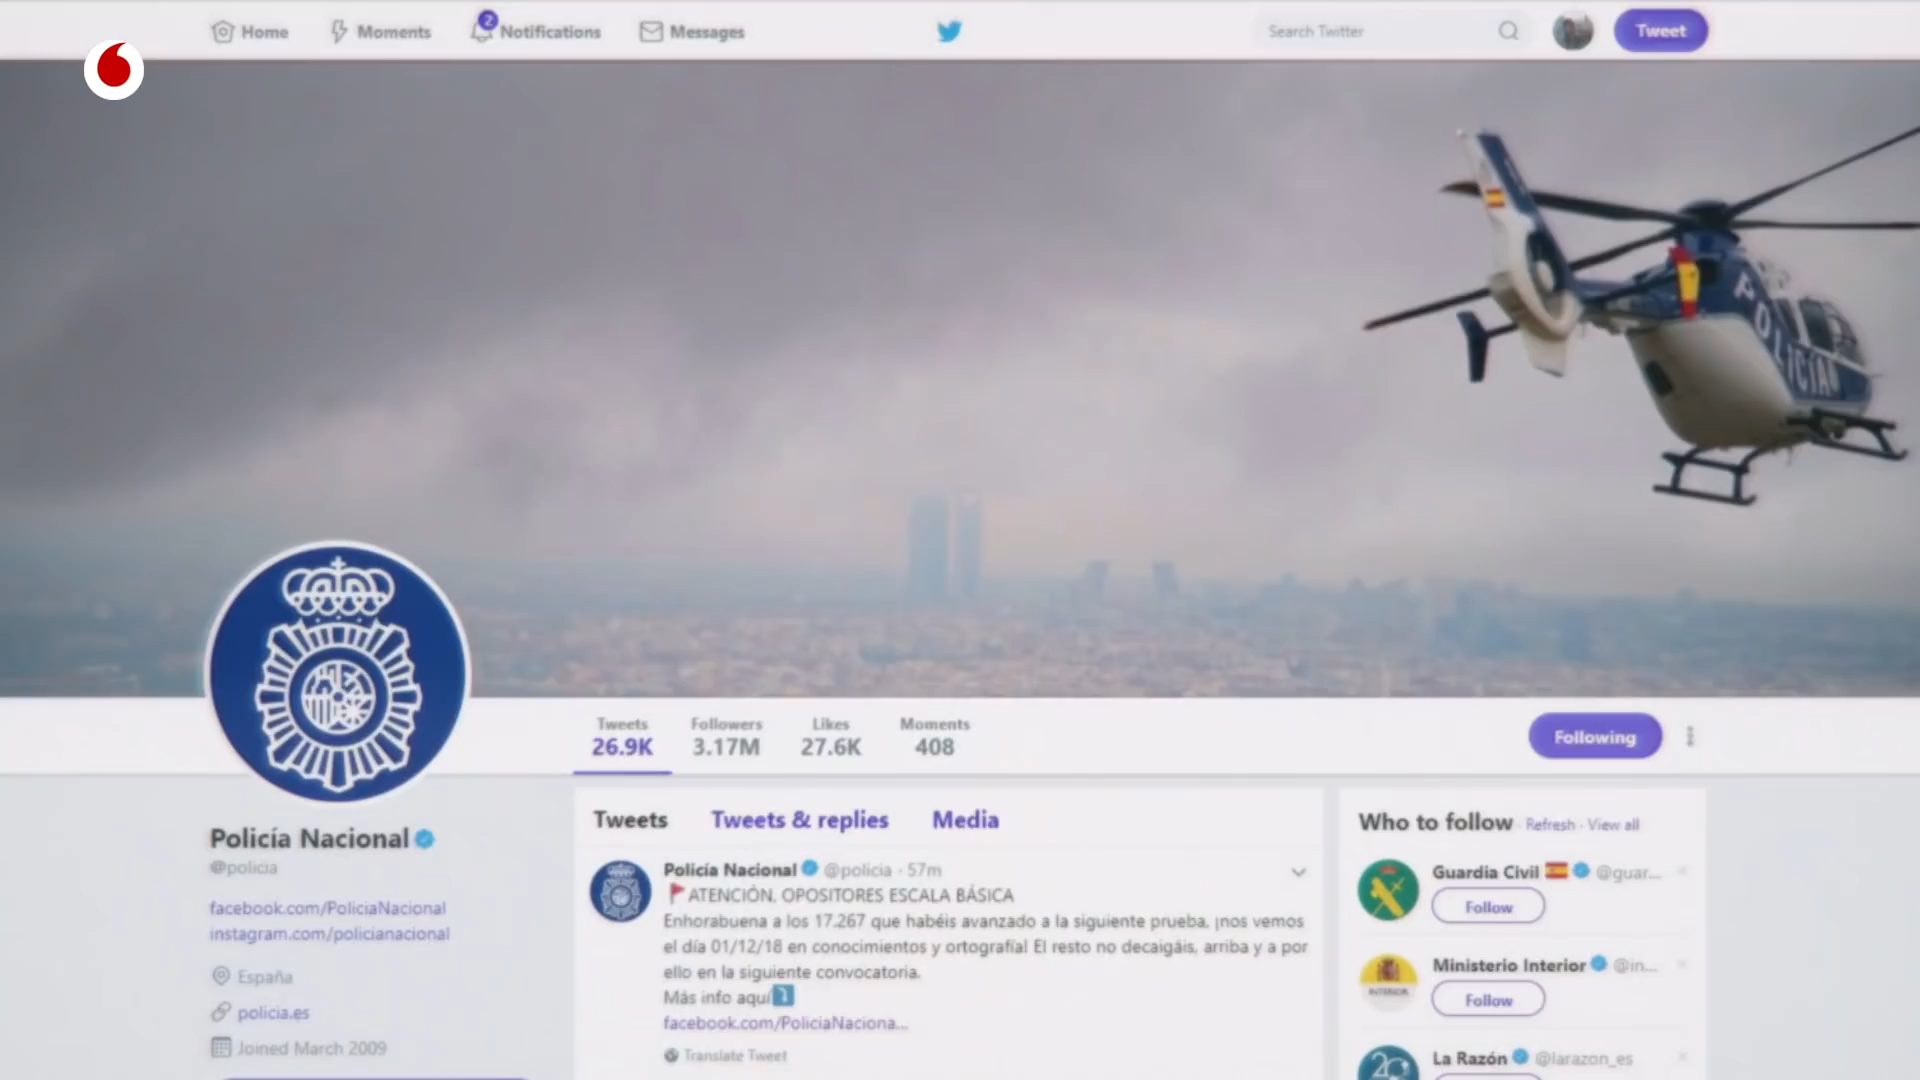 Home
Moments
2
Notifications
Messages
Search Twitter
Tweet
POLICÍA
Tweets
26.9K
Followers
3.17M
Likes
27.6K
Moments
408
Following
Policía Nacional
@policia
facebook.com/PoliciaNacional
instagram.com/policianacional
España
policia.es
Joined March 2009
Tweets
Tweets & replies
Media
Policía Nacional @policia · 57m
ATENCIÓN, OPOSITORES ESCALA BÁSICA
Enhorabuena a los 17.267 que habéis avanzado a la siguiente prueba, ¡nos vemos
el día 01/12/18 en conocimientos y ortografía! El resto no decaigáis, arriba y a por
ello en la siguiente convocatoria.
Más info aquí
facebook.com/PoliciaNaciona...
Translate Tweet
Who to follow · Refresh · View all
Guardia Civil @guar...
Follow
Ministerio Interior @in...
INTERIOR
Follow
La Razón @larazon_es
20